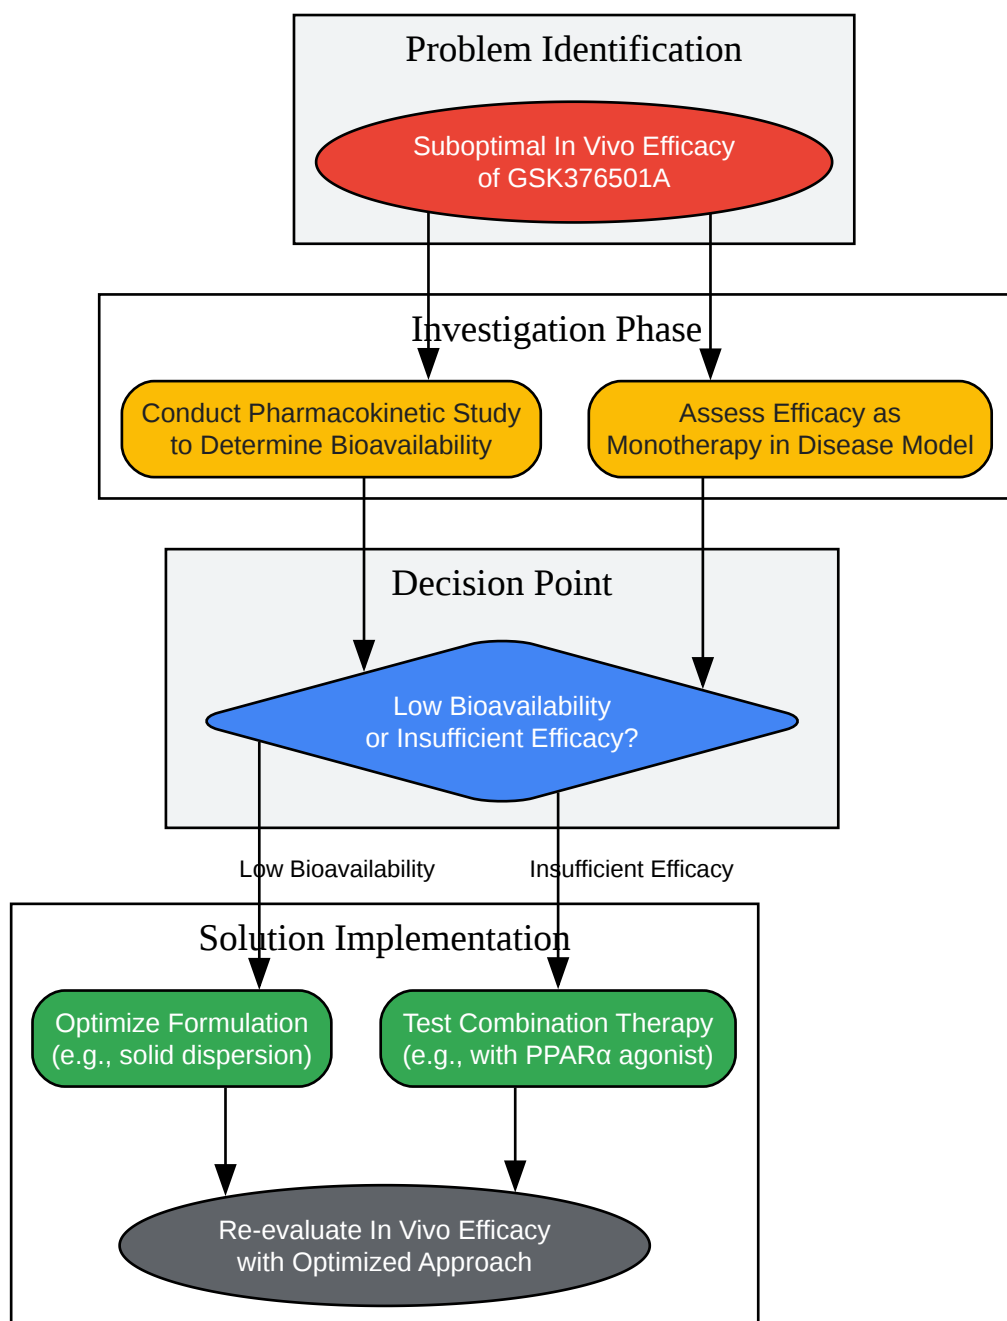 Problem Identification
Suboptimal In Vivo Efficacy
of GSK376501A
Investigation Phase
Conduct Pharmacokinetic Study
to Determine Bioavailability
Assess Efficacy as
Monotherapy in Disease Model
Decision Point
Low Bioavailability
or Insufficient Efficacy?
Low Bioavailability
Insufficient Efficacy
Solution Implementation
Optimize Formulation
(e.g., solid dispersion)
Test Combination Therapy
(e.g., with PPARα agonist)
Re-evaluate In Vivo Efficacy
with Optimized Approach